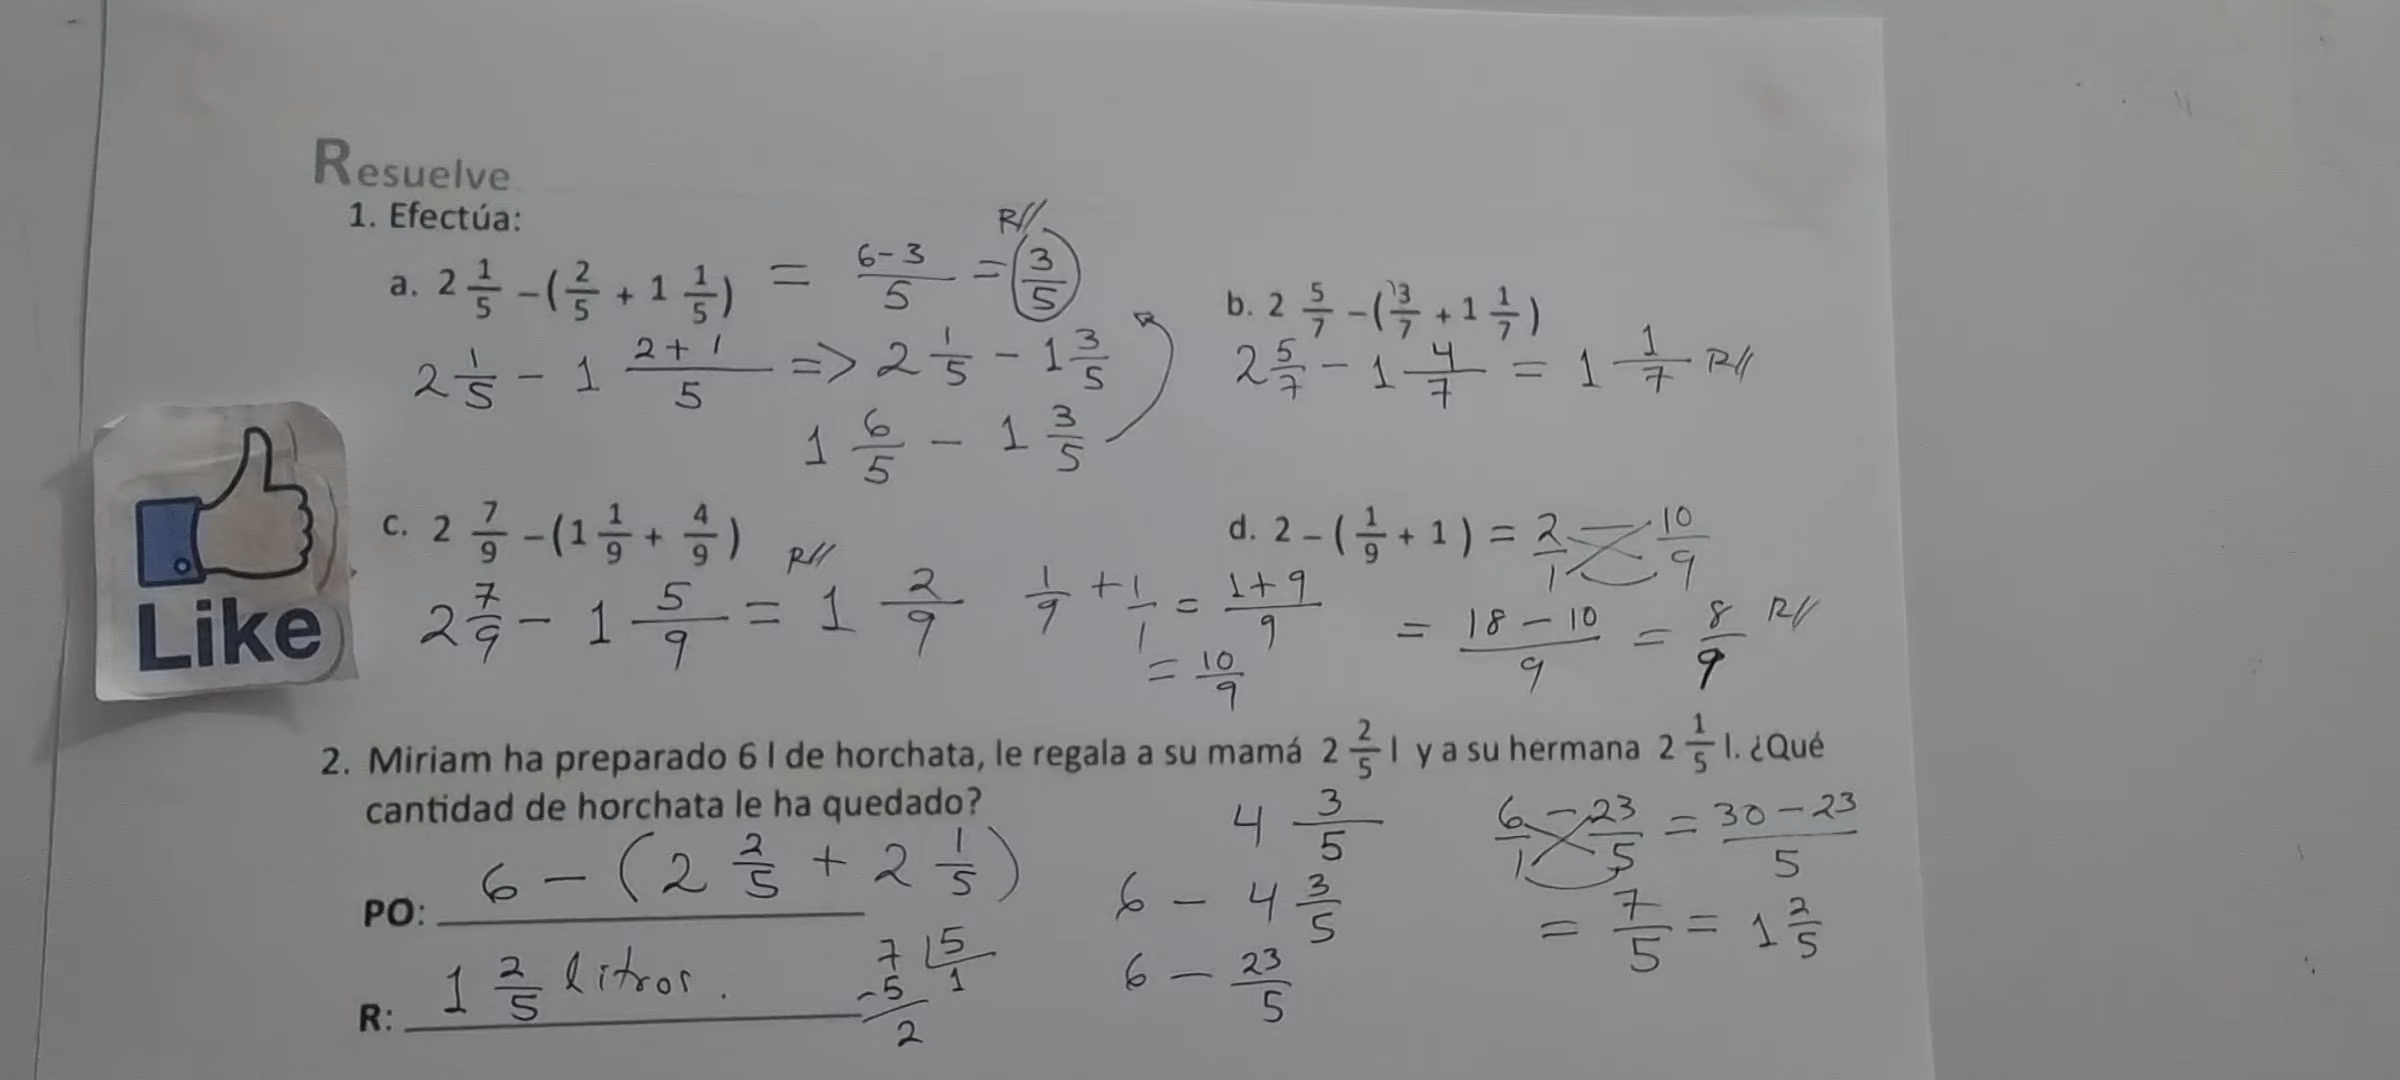 Resuelve
1. Efectúa:
a. 2 1/5 - (2/5 + 1 1/5) = 6-3/5 = 3/5 R//
2 1/5 - 1 2+1/5 => 2 1/5 - 1 3/5
1 6/5 - 1 3/5
b. 2 5/7 - (3/7 + 1 1/7)
2 5/7 - 1 4/7 = 1 1/7 R//
c. 2 7/9 - (1 1/9 + 4/9)
2 7/9 - 1 5/9 = R// 1 2/9
d. 2 - (1/9 + 1) = 2/1 - 10/9
1/9 + 1/1 = 1+9/9
= 10/9
= 18-10/9 = 8/9 R//
Like
2. Miriam ha preparado 6 l de horchata, le regala a su mamá 2 2/5 l y a su hermana 2 1/5 l. ¿Qué
cantidad de horchata le ha quedado?
PO: 6 - (2 2/5 + 2 1/5)
R: 1 2/5 litros.
7 5
-5 1
2
4 3/5
6 - 4 3/5
6 - 23/5
6/1 - 23/5 = 30-23/5
= 7/5 = 1 2/5